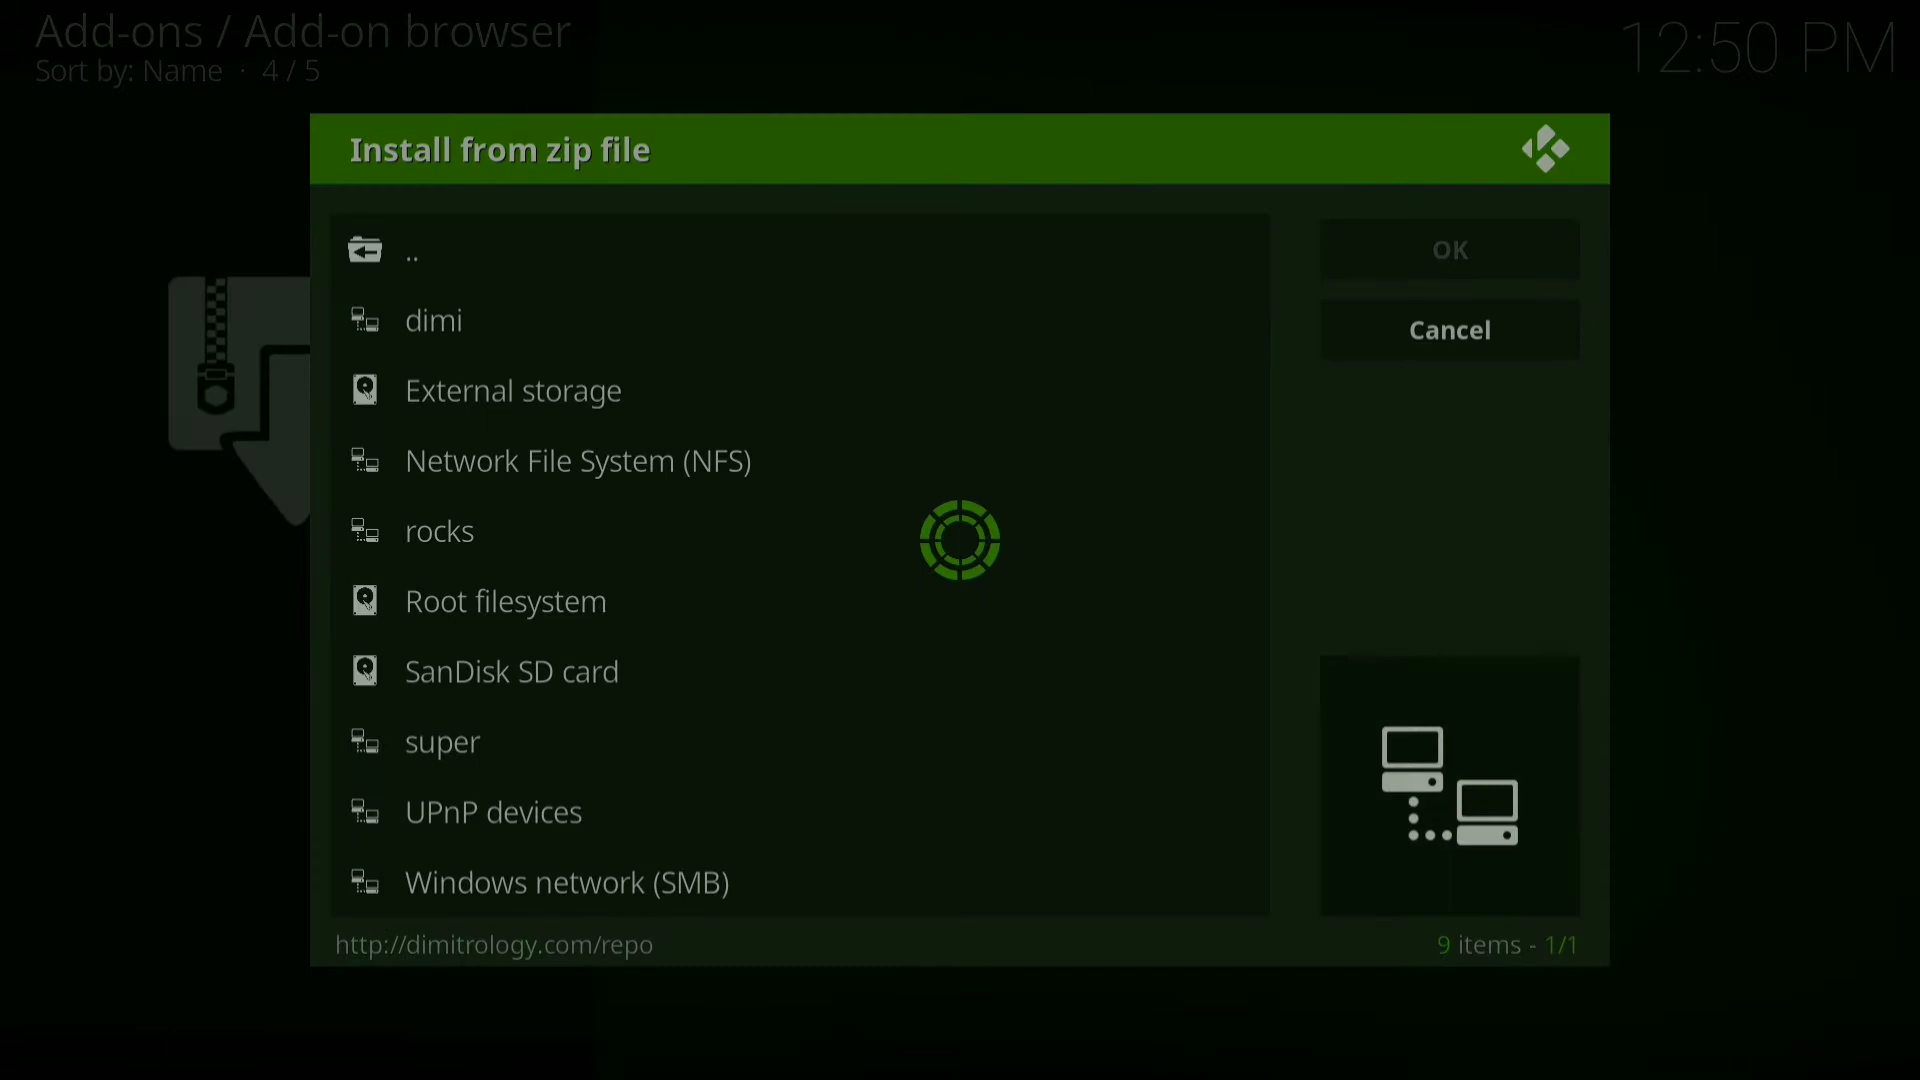 Add-ons / Add-on browser
Sort by: Name · 4 / 5
12:50 PM
Install from zip file
..
dimi
External storage
Network File System (NFS)
rocks
Root filesystem
SanDisk SD card
super
UPnP devices
Windows network (SMB)
OK
Cancel
http://dimitrology.com/repo
9 items - 1/1